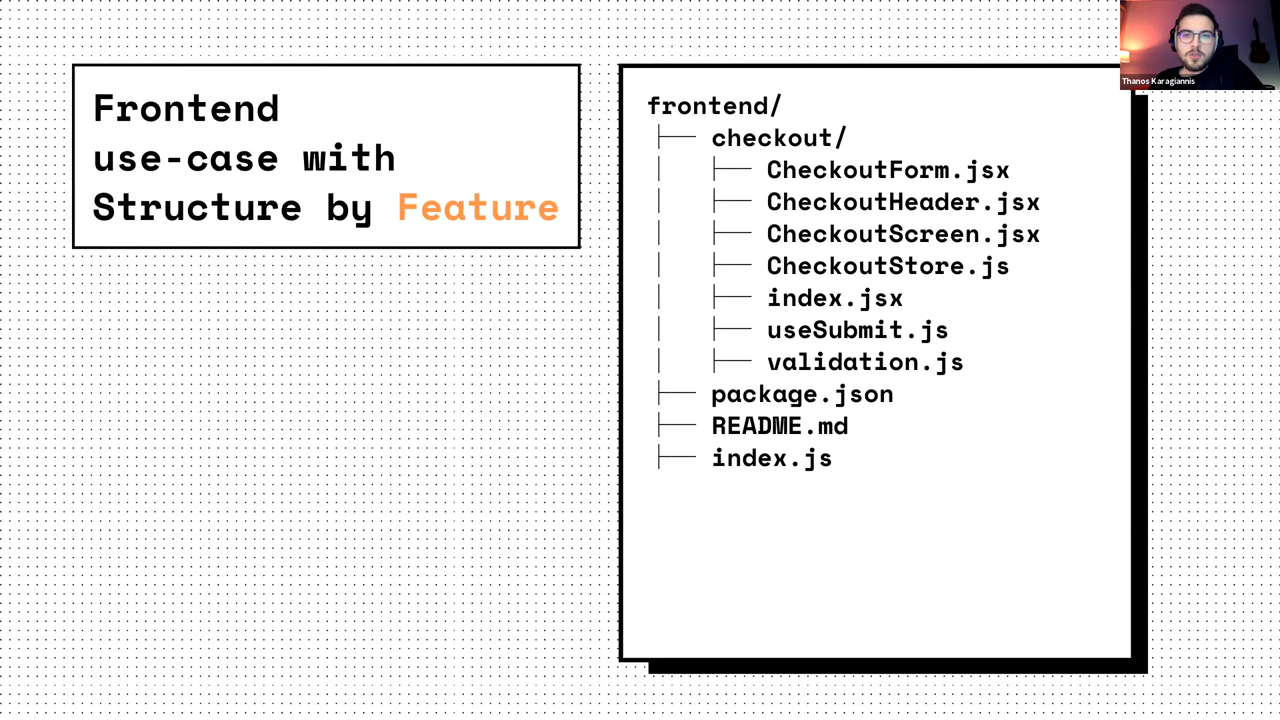 Frontend
use-case with
Structure by Feature
frontend/
├── checkout/
│   ├── CheckoutForm.jsx
│   ├── CheckoutHeader.jsx
│   ├── CheckoutScreen.jsx
│   ├── CheckoutStore.js
│   ├── index.jsx
│   ├── useSubmit.js
│   ├── validation.js
├── package.json
├── README.md
├── index.js
Thanos Karagiannis